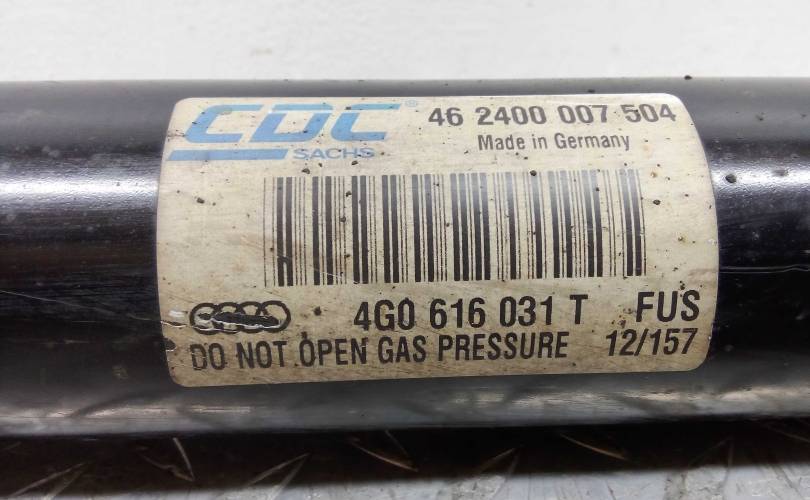 CDC® 46 2400 007 504
SACHS Made in Germany
4G0 616 031 T FUS
DO NOT OPEN GAS PRESSURE 12/157